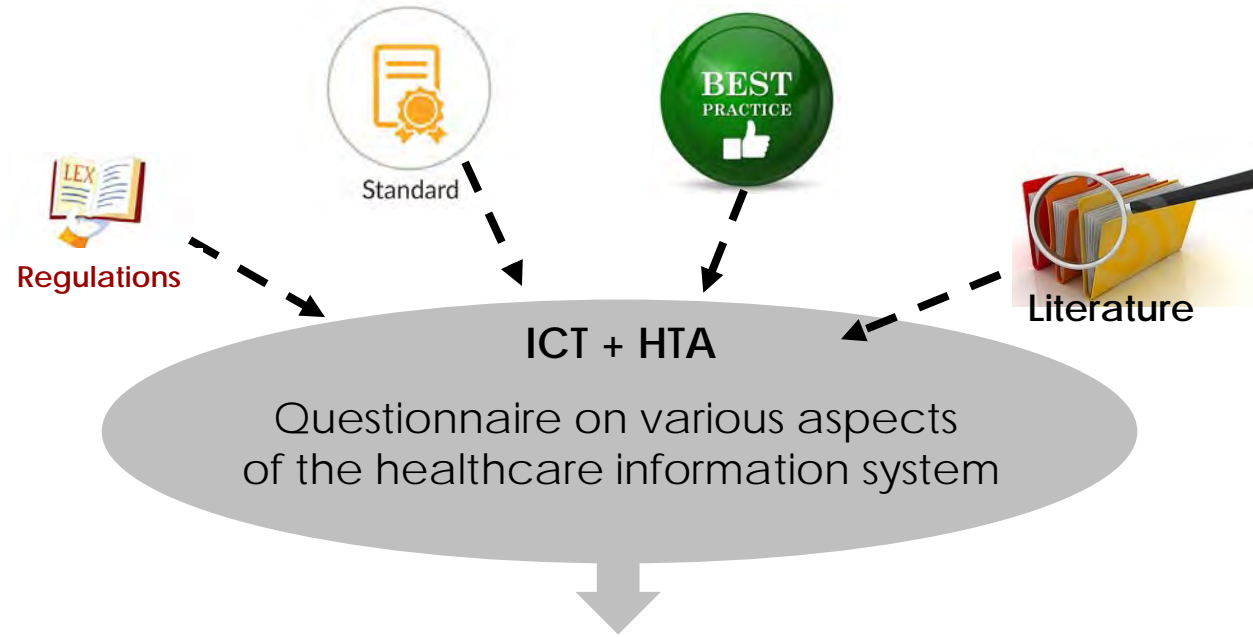 BEST
PRACTICE
LEX
Standard
Regulations
Literature
ICT + HTA
Questionnaire on various aspects
of the healthcare information system